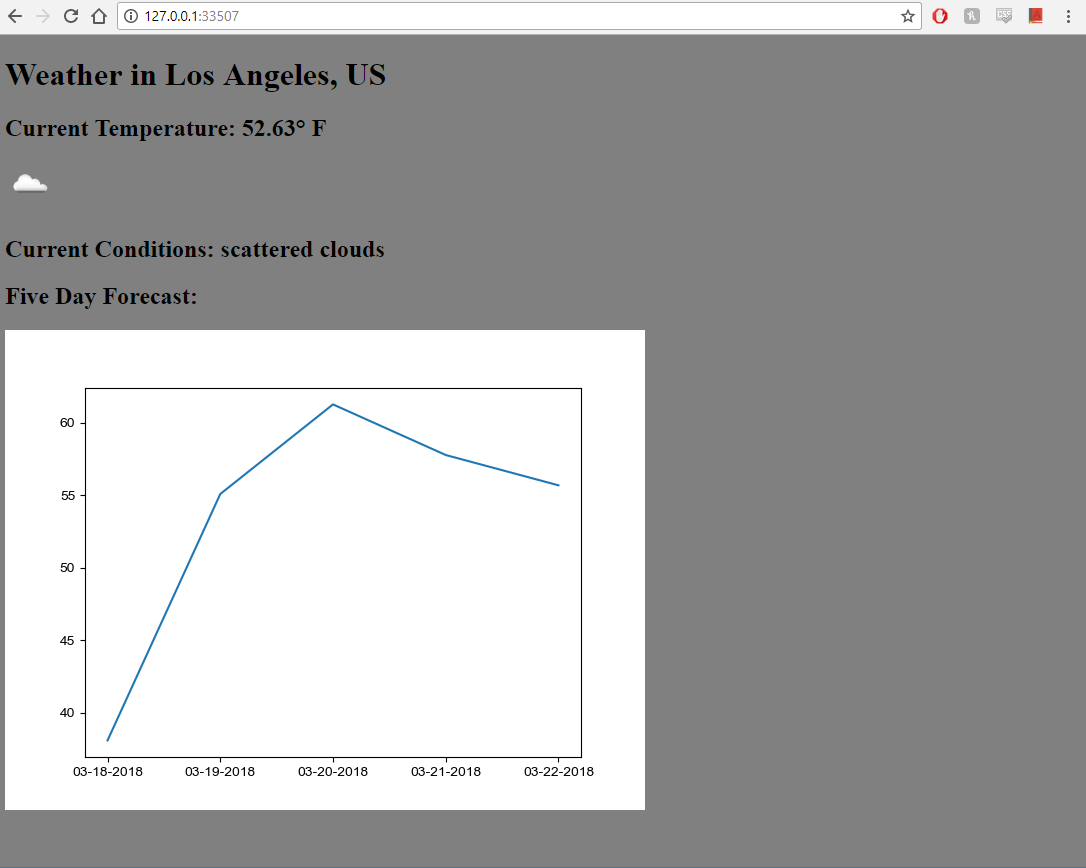 127.0.0.1:33507
Weather in Los Angeles, US
Current Temperature: 52.63° F
Current Conditions: scattered clouds
Five Day Forecast:
60
55
50
45
40
03-18-2018 03-19-2018 03-20-2018 03-21-2018 03-22-2018